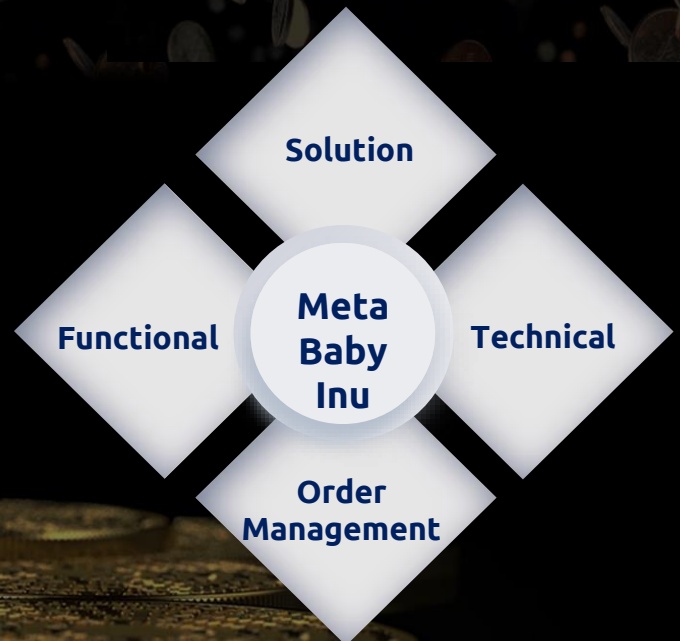 Solution
Functional
Meta
Baby
Inu
Technical
Order
Management